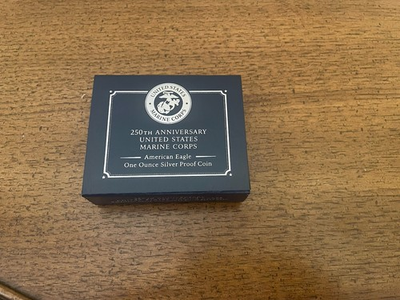 UNITED STATES
MARINE CORPS
250TH ANNIVERSARY
UNITED STATES
MARINE CORPS
American Eagle
One Ounce Silver Proof Coin